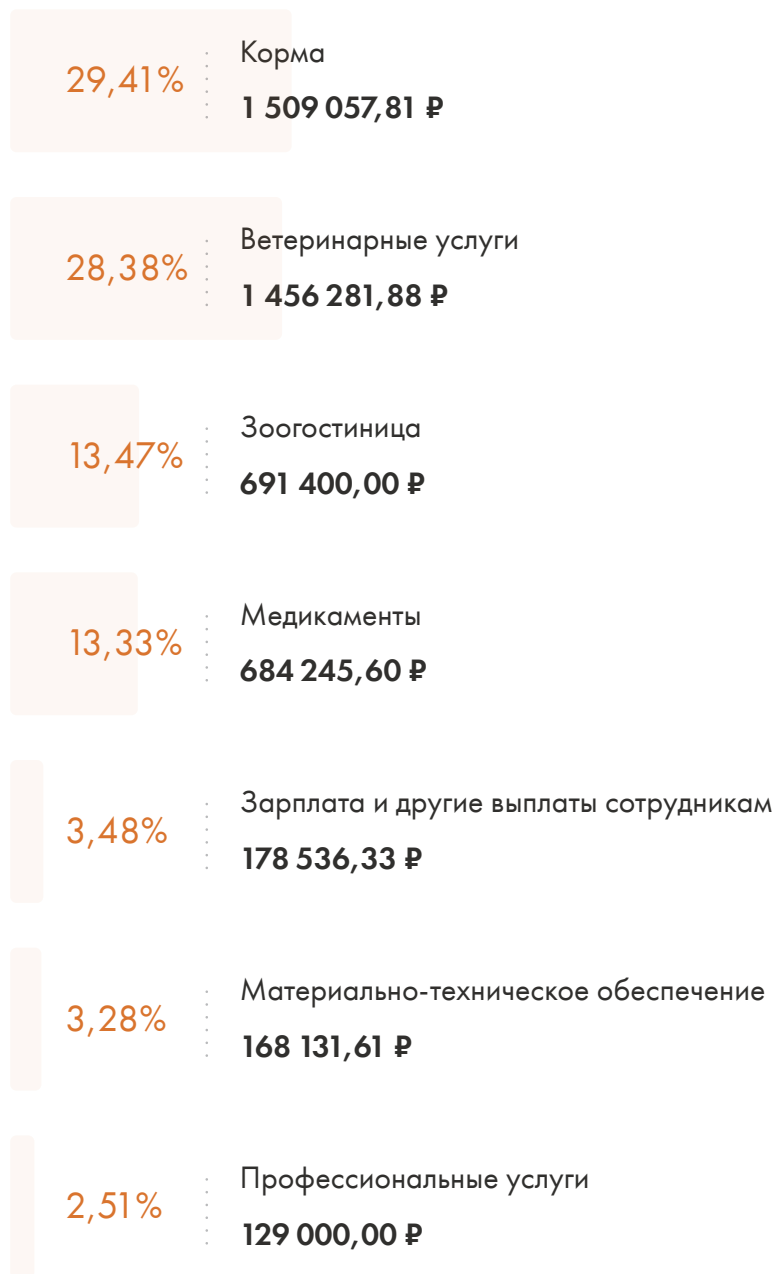 29,41%
Корма
1 509 057,81 ₽
28,38%
Ветеринарные услуги
1 456 281,88 ₽
13,47%
Зоогостиница
691 400,00 ₽
13,33%
Медикаменты
684 245,60 ₽
3,48%
Зарплата и другие выплаты сотрудникам
178 536,33 ₽
3,28%
Материально-техническое обеспечение
168 131,61 ₽
2,51%
Профессиональные услуги
129 000,00 ₽